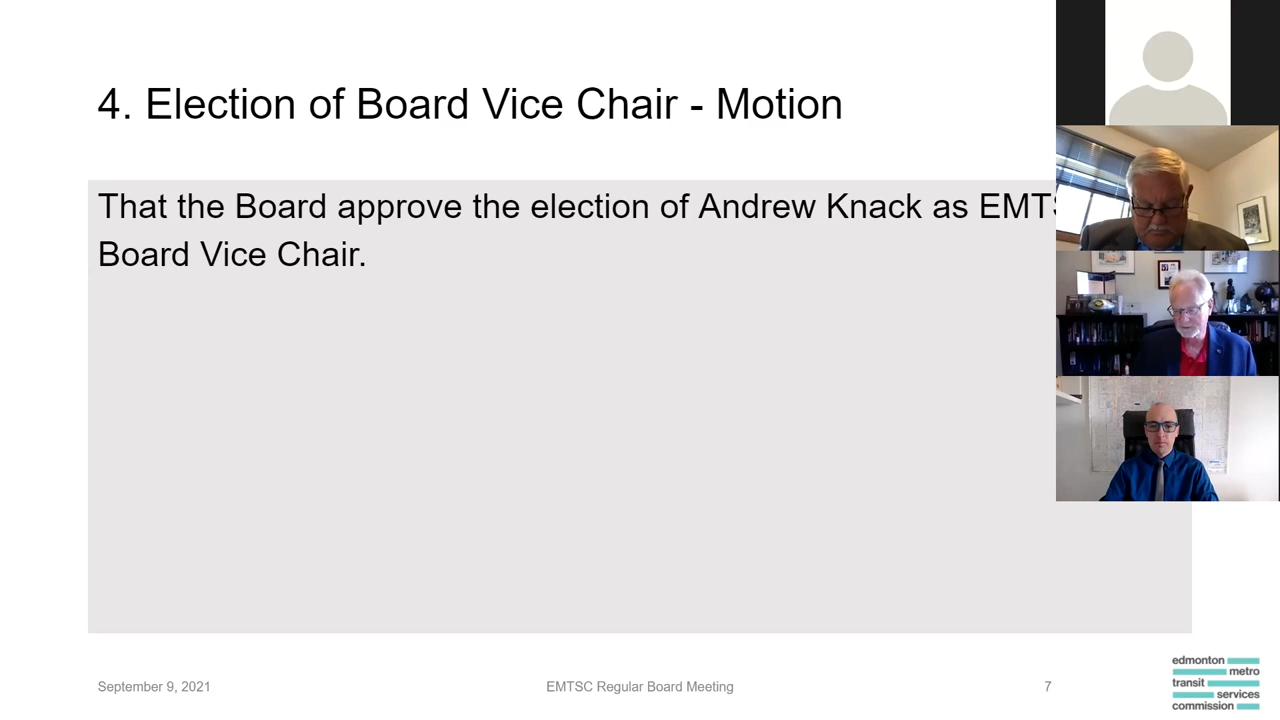 4. Election of Board Vice Chair - Motion
That the Board approve the election of Andrew Knack as EMTS
Board Vice Chair.
September 9, 2021
EMTSC Regular Board Meeting
7
edmonton
metro
transit
services
commission